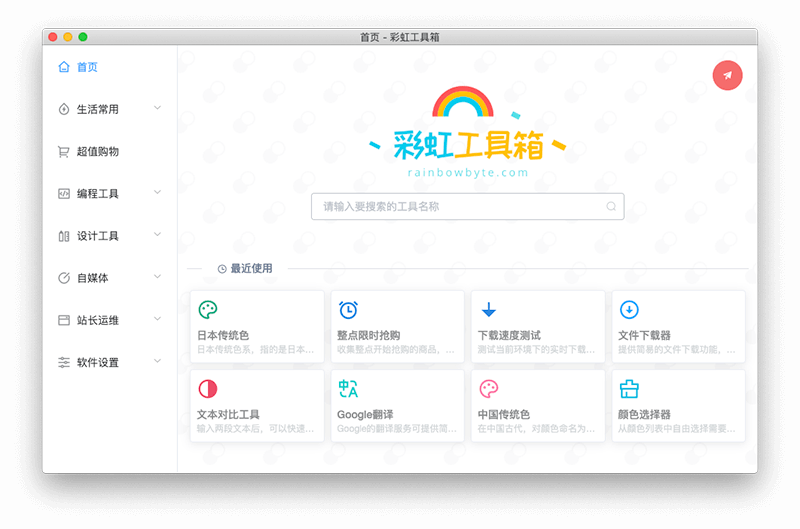 首页 - 彩虹工具箱
首页
生活常用
超值购物
编程工具
设计工具
自媒体
站长运维
软件设置
彩虹工具箱
rainbowbyte.com
请输入要搜索的工具名称
最近使用
日本传统色
日本传统色系，指的是日本...
整点限时抢购
收集整点开始抢购的商品，...
下载速度测试
测试当前环境下的实时下载...
文件下载器
提供简易的文件下载功能，...
文本对比工具
输入两段文本后，可以快速...
Google翻译
Google的翻译服务可提供简...
中国传统色
在中国古代，对颜色命名为...
颜色选择器
从颜色列表中自由选择需要...